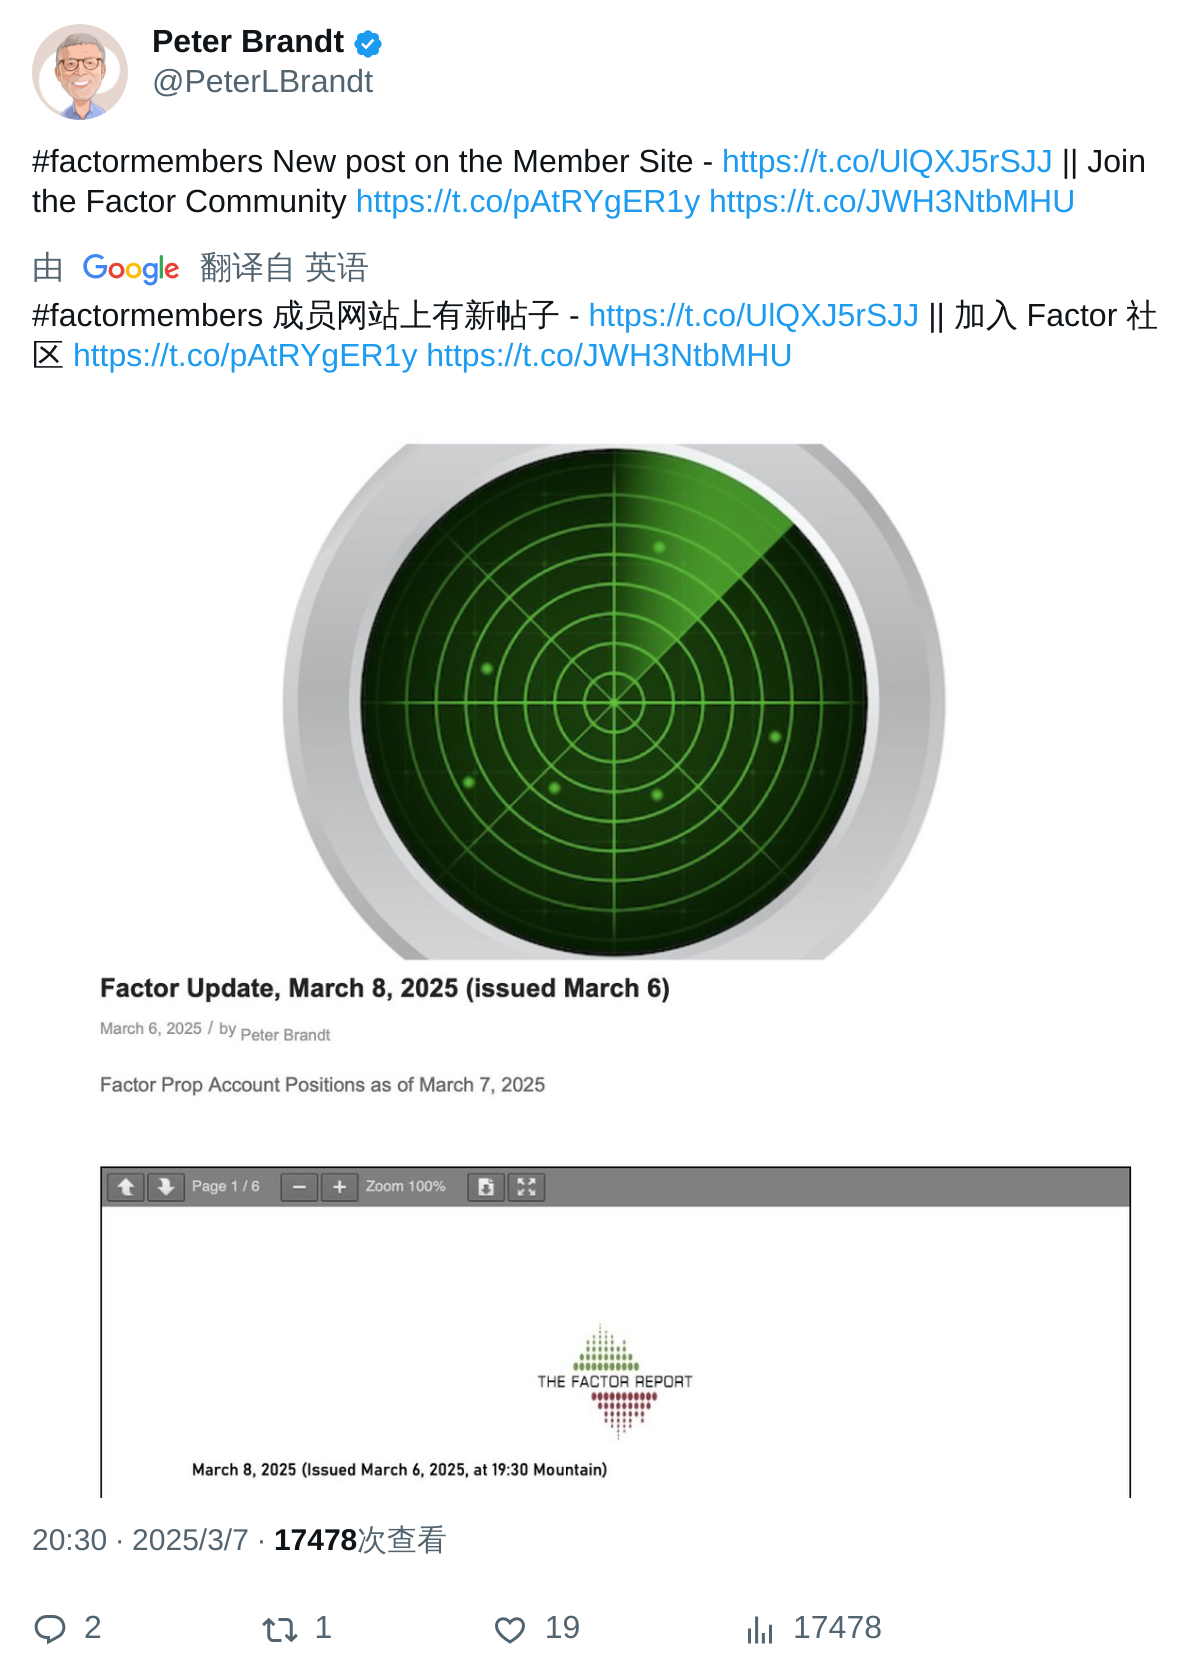 Peter Brandt
@PeterLBrandt
#factormembers New post on the Member Site - https://t.co/UlQXJ5rSJJ || Join
the Factor Community https://t.co/pAtRYgER1y https://t.co/JWH3NtbMHU
由 Google 翻译自 英语
#factormembers 成员网站上有新帖子 - https://t.co/UlQXJ5rSJJ || 加入 Factor 社
区 https://t.co/pAtRYgER1y https://t.co/JWH3NtbMHU
Factor Update, March 8, 2025 (issued March 6)
March 6, 2025 / by Peter Brandt
Factor Prop Account Positions as of March 7, 2025
Page 1 / 6 Zoom 100%
THE FACTOR REPORT
March 8, 2025 (Issued March 6, 2025, at 19:30 Mountain)
20:30 · 2025/3/7 · 17478次查看
2 1 19 17478